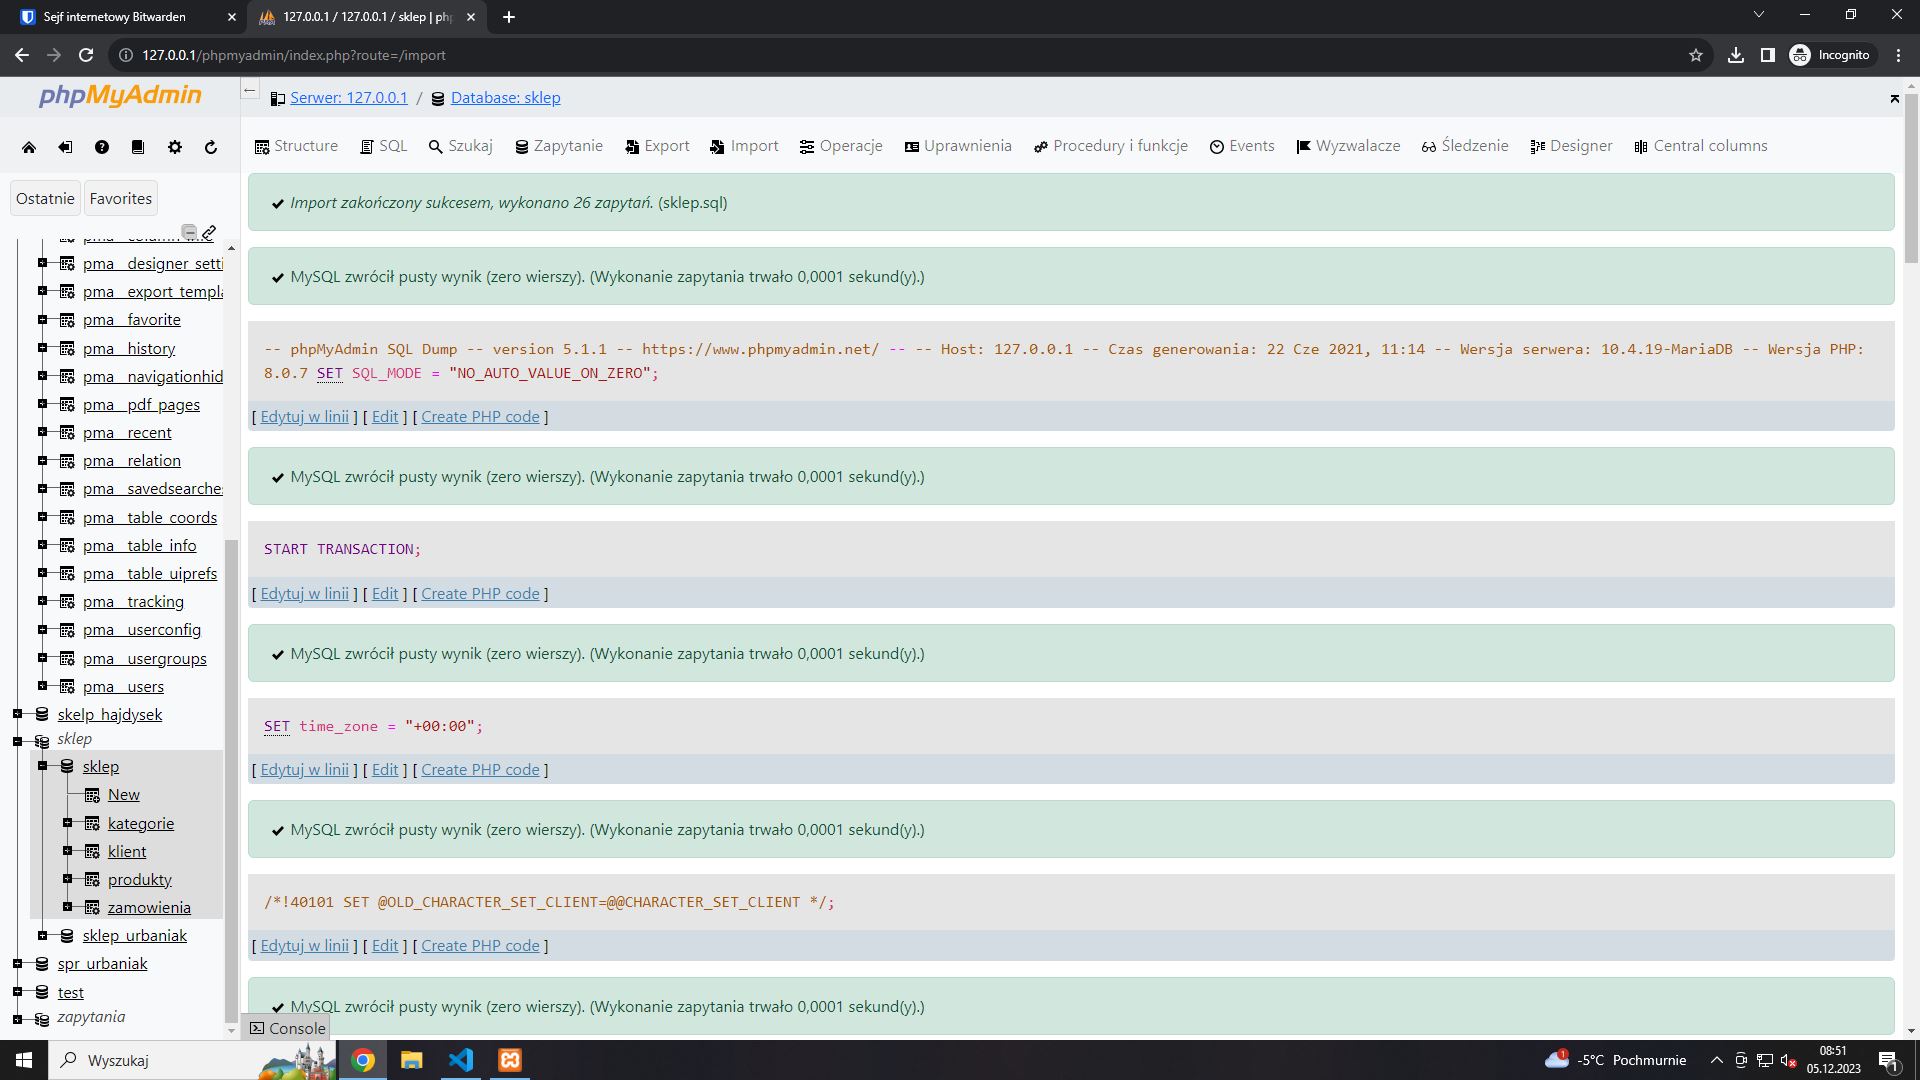 Sejf internetowy Bitwarden
127.0.0.1 / 127.0.0.1 / sklep | php
127.0.0.1/phpmyadmin/index.php?route=/import
Incognito
phpMyAdmin
Serwer: 127.0.0.1 / Database: sklep
Structure SQL Szukaj Zapytanie Export Import Operacje Uprawnienia Procedury i funkcje Events Wyzwalacze Śledzenie Designer Central columns
Ostatnie Favorites
pma__designer_setti
pma__export_templa
pma__favorite
pma__history
pma__navigationhid
pma__pdf_pages
pma__recent
pma__relation
pma__savedsearches
pma__table_coords
pma__table_info
pma__table_uiprefs
pma__tracking
pma__userconfig
pma__usergroups
pma__users
skelp_hajdysek
sklep
sklep
New
kategorie
klient
produkty
zamowienia
sklep_urbaniak
spr_urbaniak
test
zapytania
Import zakończony sukcesem, wykonano 26 zapytań. (sklep.sql)
MySQL zwrócił pusty wynik (zero wierszy). (Wykonanie zapytania trwało 0,0001 sekund(y).)
-- phpMyAdmin SQL Dump -- version 5.1.1 -- https://www.phpmyadmin.net/ -- -- Host: 127.0.0.1 -- Czas generowania: 22 Cze 2021, 11:14 -- Wersja serwera: 10.4.19-MariaDB -- Wersja PHP:
8.0.7 SET SQL_MODE = "NO_AUTO_VALUE_ON_ZERO";
[ Edytuj w linii ] [ Edit ] [ Create PHP code ]
MySQL zwrócił pusty wynik (zero wierszy). (Wykonanie zapytania trwało 0,0001 sekund(y).)
START TRANSACTION;
[ Edytuj w linii ] [ Edit ] [ Create PHP code ]
MySQL zwrócił pusty wynik (zero wierszy). (Wykonanie zapytania trwało 0,0001 sekund(y).)
SET time_zone = "+00:00";
[ Edytuj w linii ] [ Edit ] [ Create PHP code ]
MySQL zwrócił pusty wynik (zero wierszy). (Wykonanie zapytania trwało 0,0001 sekund(y).)
/*!40101 SET @OLD_CHARACTER_SET_CLIENT=@@CHARACTER_SET_CLIENT */;
[ Edytuj w linii ] [ Edit ] [ Create PHP code ]
MySQL zwrócił pusty wynik (zero wierszy). (Wykonanie zapytania trwało 0,0001 sekund(y).)
Console
Wyszukaj
1
-5°C Pochmurnie
08:51
05.12.2023
1